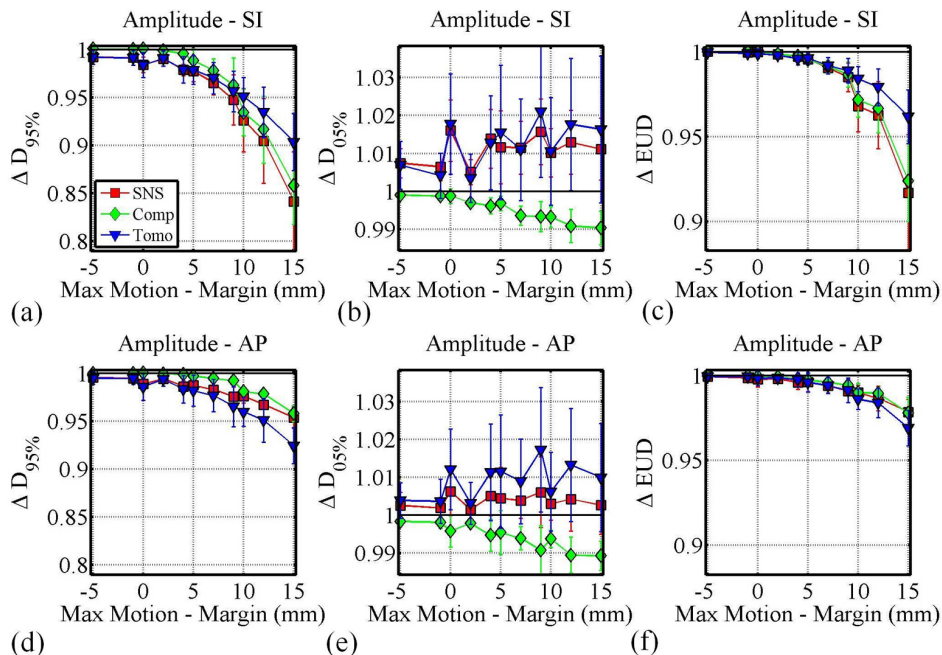 Amplitude - SI
Amplitude - SI
Amplitude - SI
1
0.95
0.9
0.85
0.8
Δ D95%
SNS
Comp
Tomo
-5 0 5 10 15
Max Motion - Margin (mm)
(a)
1.03
1.02
1.01
1
0.99
Δ D05%
-5 0 5 10 15
Max Motion - Margin (mm)
(b)
1
0.95
0.9
Δ EUD
-5 0 5 10 15
Max Motion - Margin (mm)
(c)
Amplitude - AP
Amplitude - AP
Amplitude - AP
1
0.95
0.9
0.85
0.8
Δ D95%
-5 0 5 10 15
Max Motion - Margin (mm)
(d)
1.03
1.02
1.01
1
0.99
Δ D05%
-5 0 5 10 15
Max Motion - Margin (mm)
(e)
1
0.95
0.9
Δ EUD
-5 0 5 10 15
Max Motion - Margin (mm)
(f)